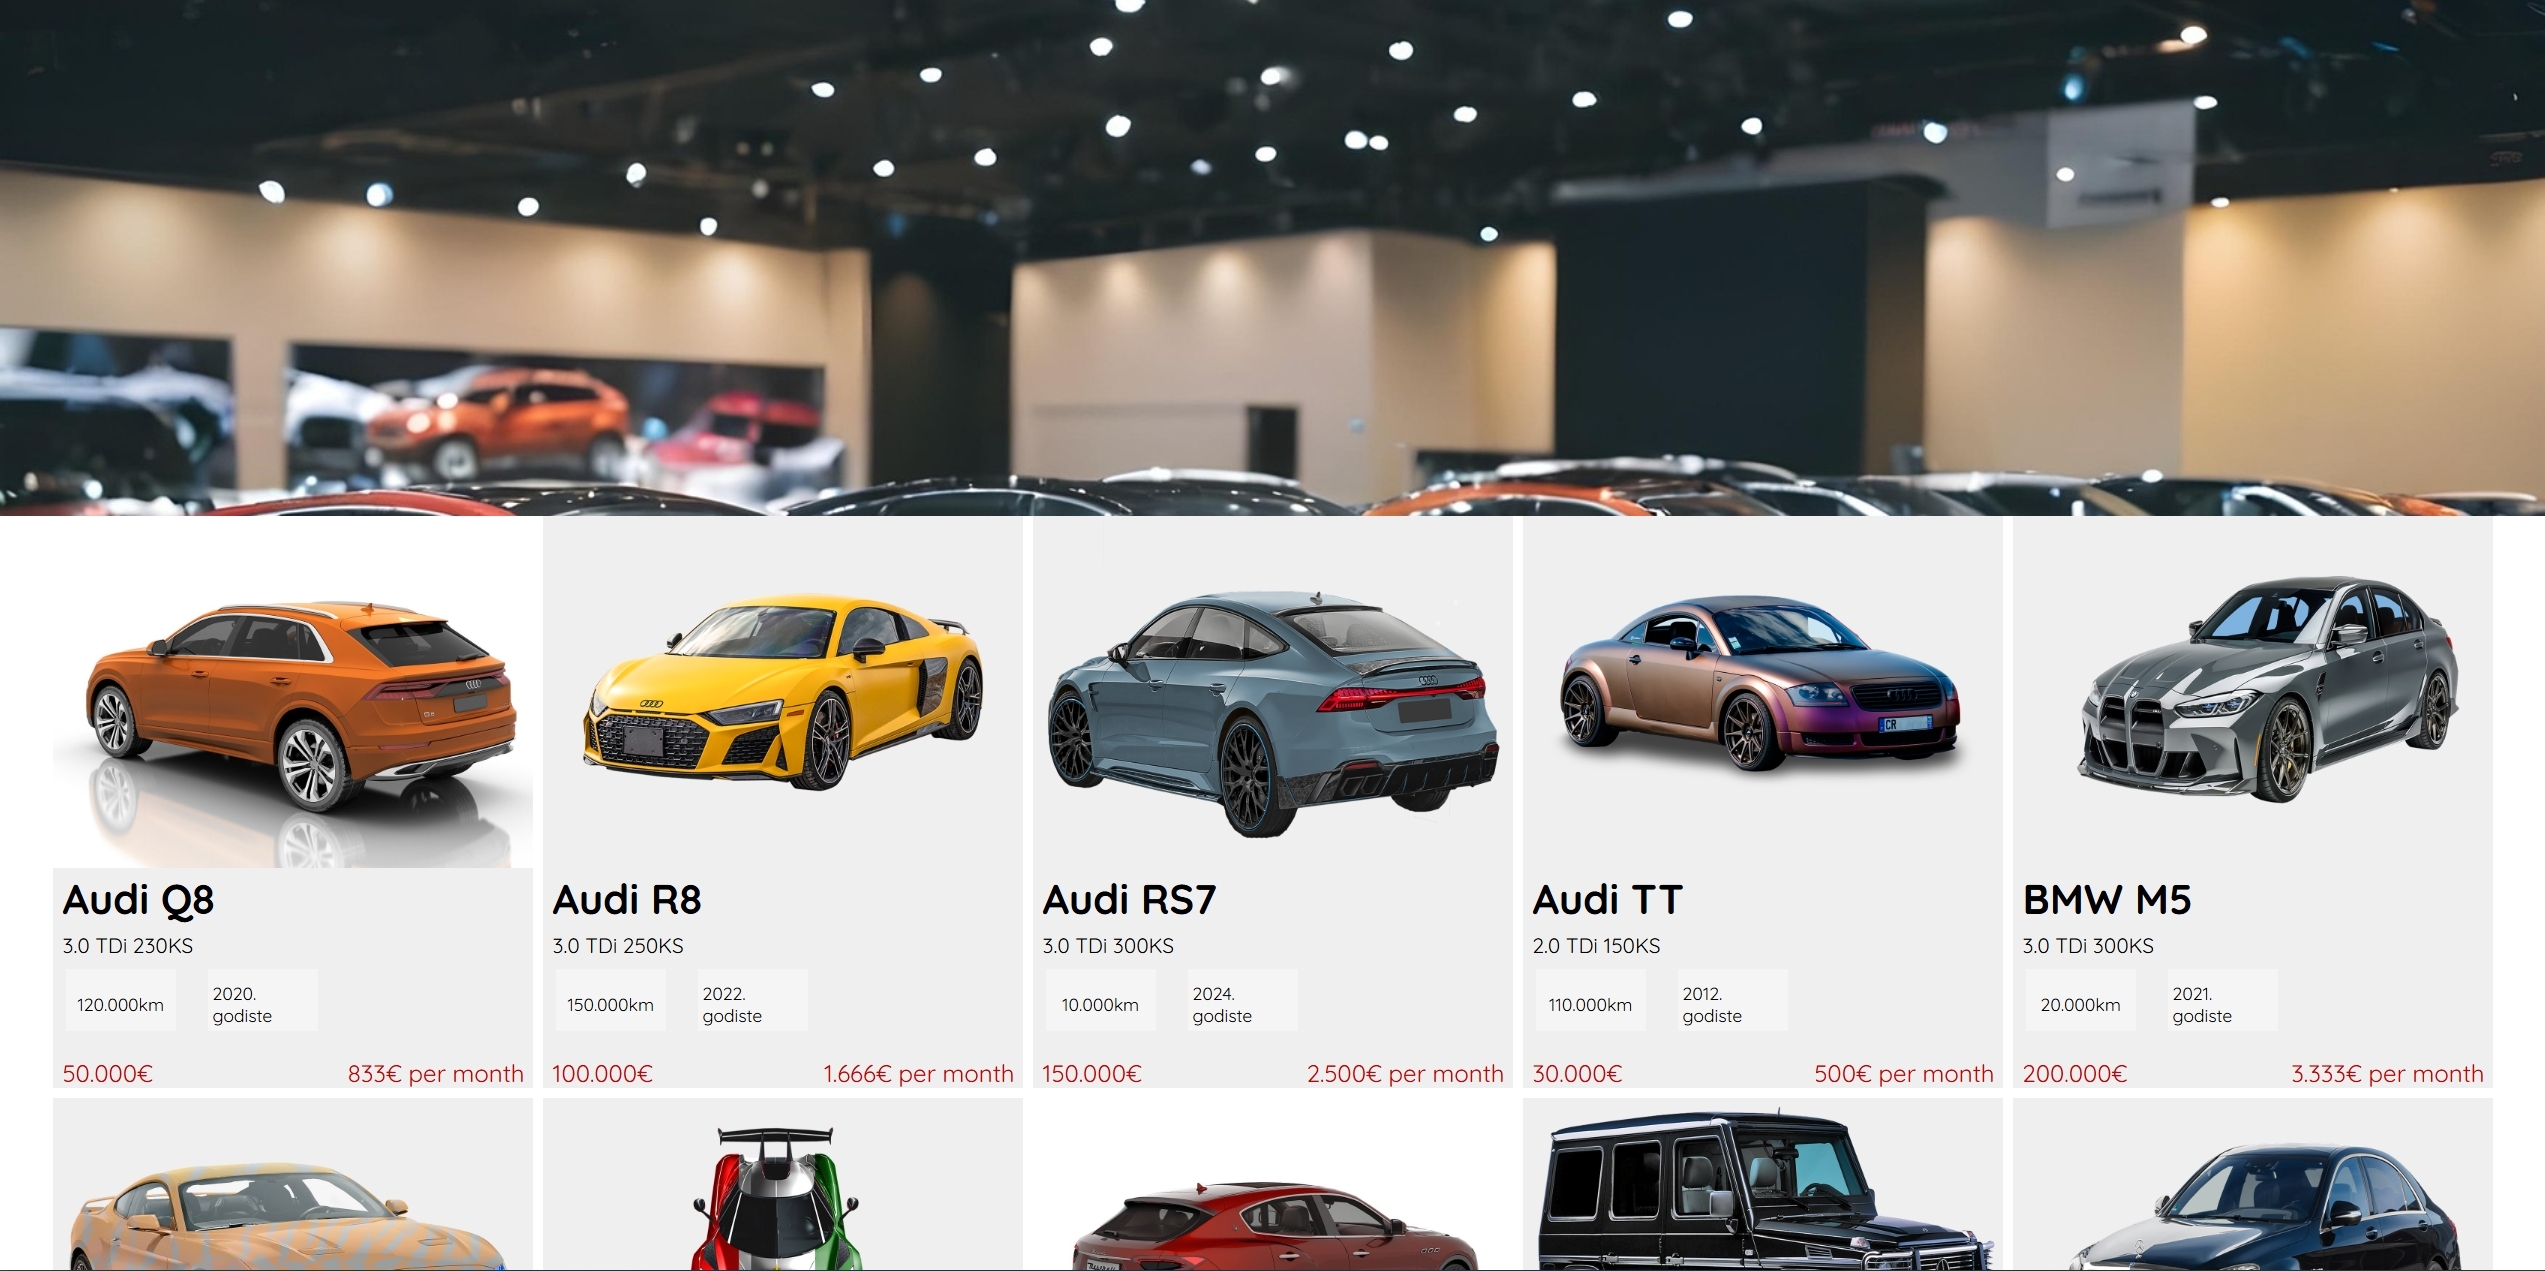 Audi Q8
3.0 TDi 230KS
120.000km
2020.
godiste
50.000€
833€ per month
Audi R8
3.0 TDi 250KS
150.000km
2022.
godiste
100.000€
1.666€ per month
Audi RS7
3.0 TDi 300KS
10.000km
2024.
godiste
150.000€
2.500€ per month
CR
Audi TT
2.0 TDi 150KS
110.000km
2012.
godiste
30.000€
500€ per month
BMW M5
3.0 TDi 300KS
20.000km
2021.
godiste
200.000€
3.333€ per month